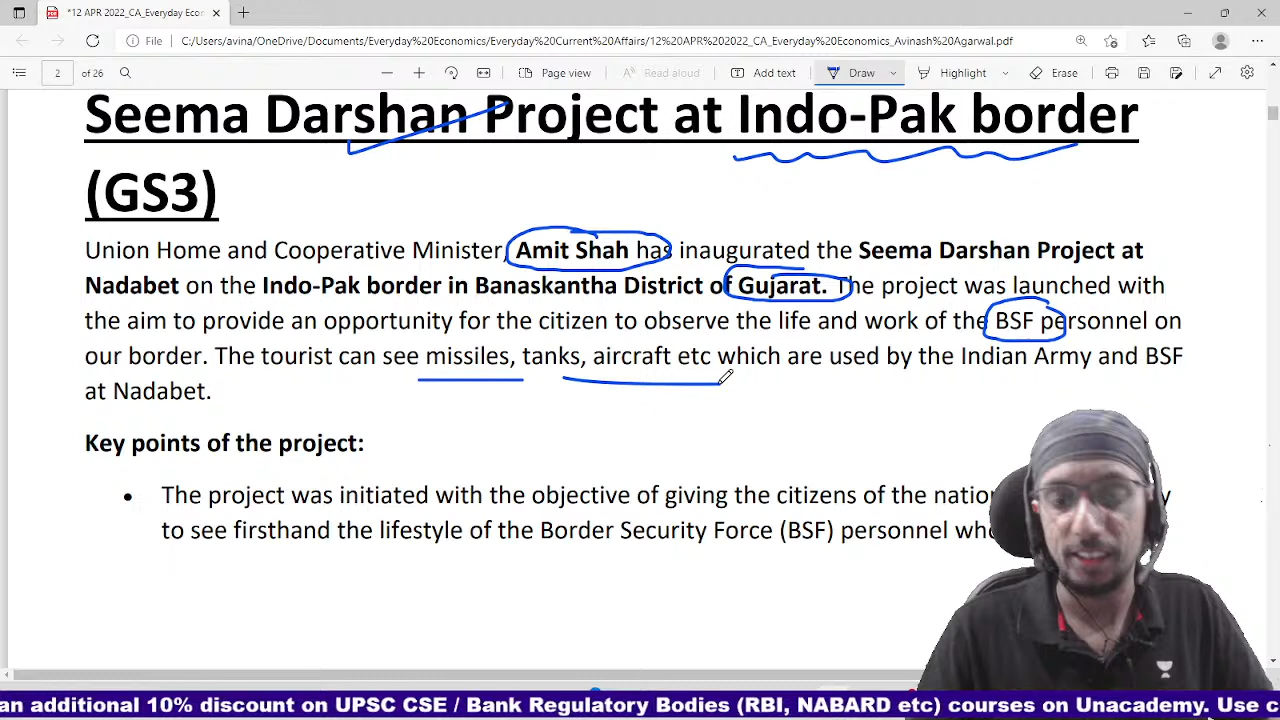 *12 APR 2022_CA_Everyday Econ
File C:/Users/avina/OneDrive/Documents/Everyday%20Economics/Everyday%20Current%20Affairs/12%20APR%202022_CA_Everyday%20Economics_Avinash%20Agarwal.pdf
2 of 26 Page view Read aloud Add text Draw Highlight Erase
Seema Darshan Project at Indo-Pak border
(GS3)
Union Home and Cooperative Minister, Amit Shah has inaugurated the Seema Darshan Project at
Nadabet on the Indo-Pak border in Banaskantha District of Gujarat. The project was launched with
the aim to provide an opportunity for the citizen to observe the life and work of the BSF personnel on
our border. The tourist can see missiles, tanks, aircraft etc which are used by the Indian Army and BSF
at Nadabet.
Key points of the project:
• The project was initiated with the objective of giving the citizens of the
to see firsthand the lifestyle of the Border Security Force (BSF) personnel
an additional 10% discount on UPSC CSE / Bank Regulatory Bodies (RBI, NABARD etc) courses on Unacademy. Use